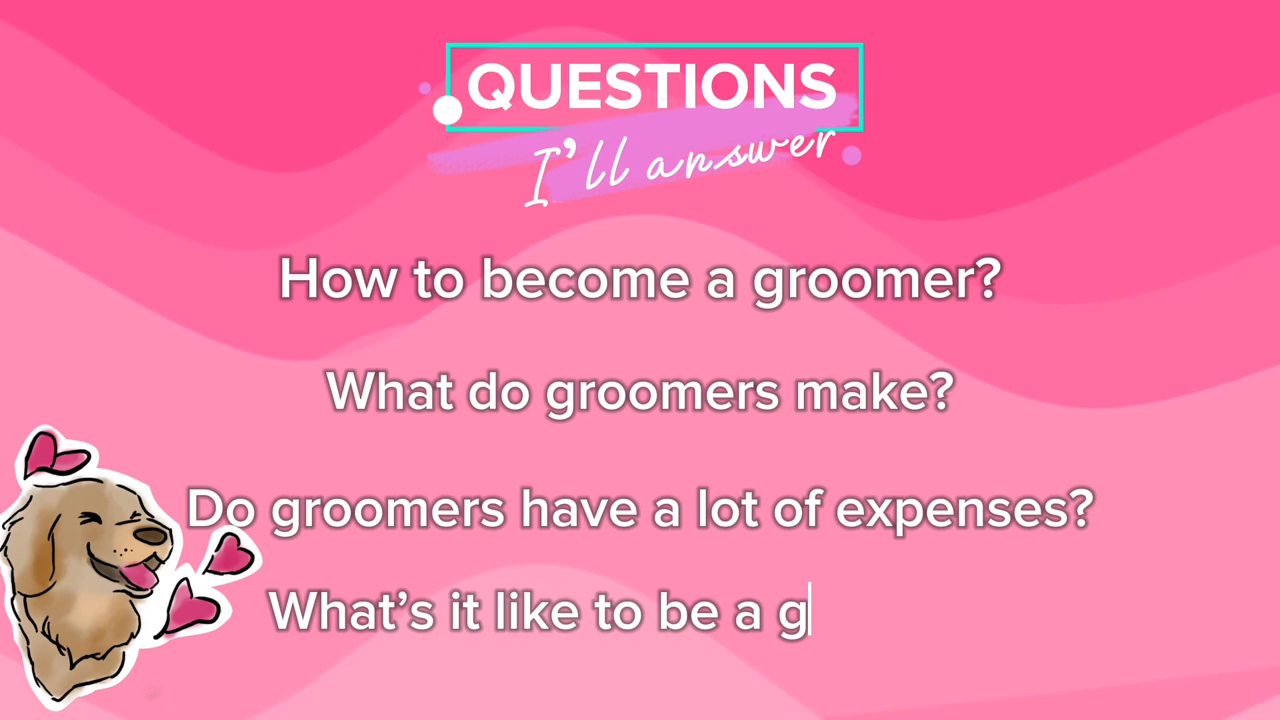 QUESTIONS
I'll answer
How to become a groomer?
What do groomers make?
Do groomers have a lot of expenses?
What's it like to be a g